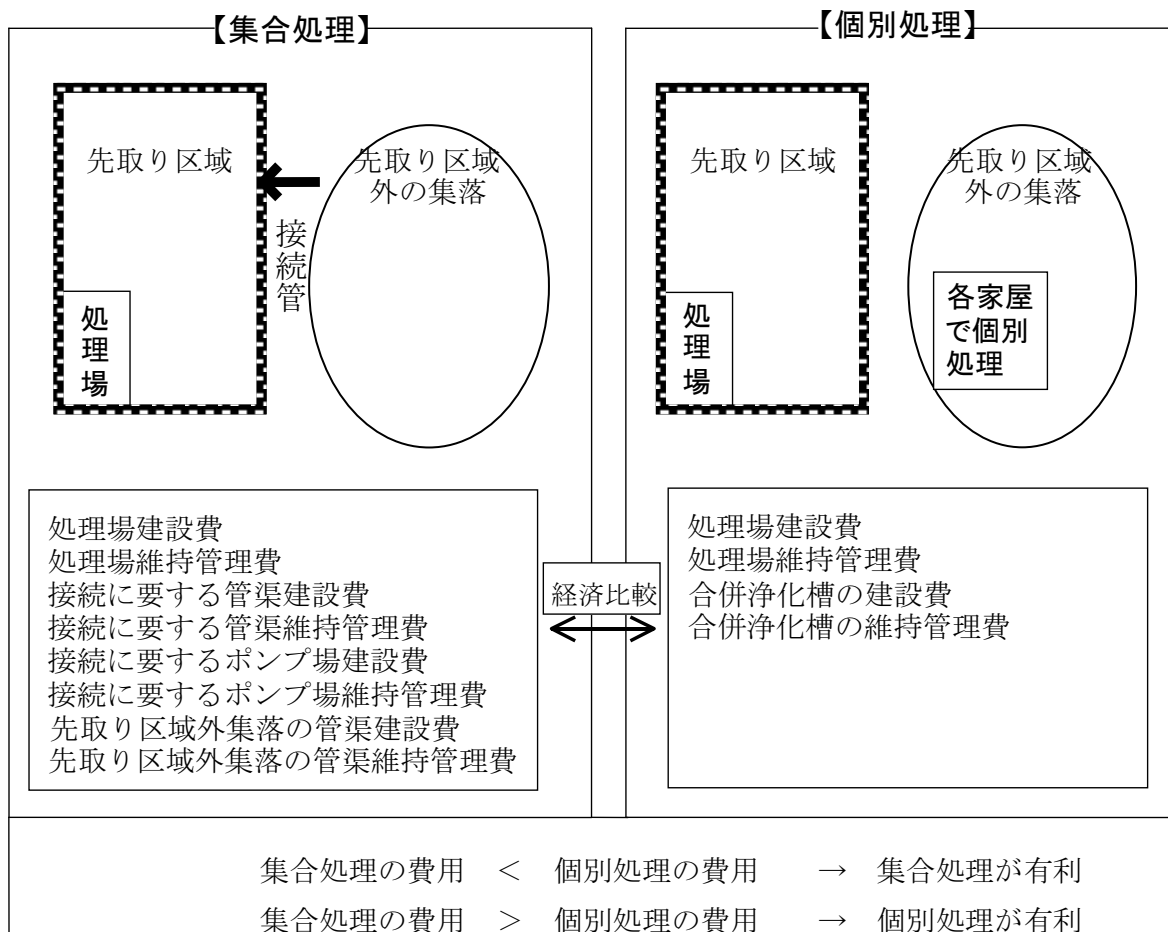 【集合処理】
先取り区域
先取り区域
外の集落
接続管
処理場
処理場建設費
処理場維持管理費
接続に要する管渠建設費
接続に要する管渠維持管理費
接続に要するポンプ場建設費
接続に要するポンプ場維持管理費
先取り区域外集落の管渠建設費
先取り区域外集落の管渠維持管理費
経済比較
【個別処理】
先取り区域
先取り区域
外の集落
処理場
各家屋
で個別
処理
処理場建設費
処理場維持管理費
合併浄化槽の建設費
合併浄化槽の維持管理費
集合処理の費用 < 個別処理の費用 → 集合処理が有利
集合処理の費用 > 個別処理の費用 → 個別処理が有利